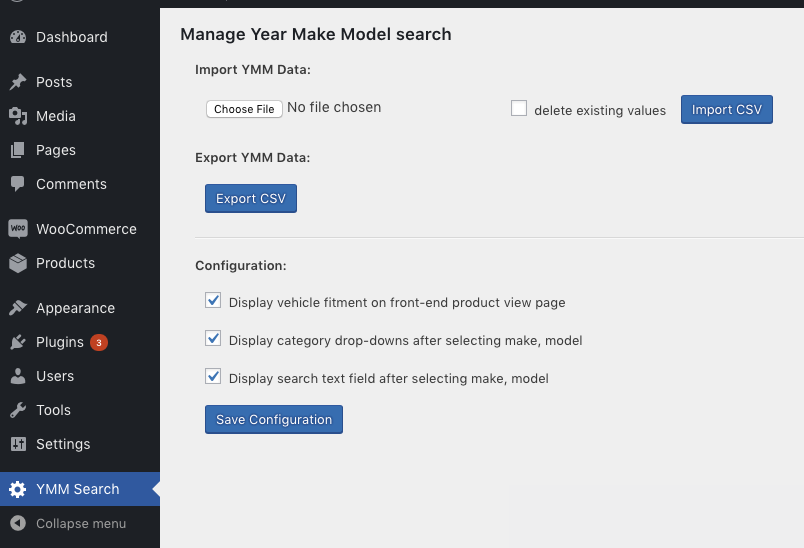 Dashboard
Posts
Media
Pages
Comments
WOO WooCommerce
Products
Appearance
Plugins 3
Users
Tools
Settings
YMM Search
Collapse menu
Manage Year Make Model search
Import YMM Data:
Choose File No file chosen delete existing values Import CSV
Export YMM Data:
Export CSV
Configuration:
Display vehicle fitment on front-end product view page
Display category drop-downs after selecting make, model
Display search text field after selecting make, model
Save Configuration